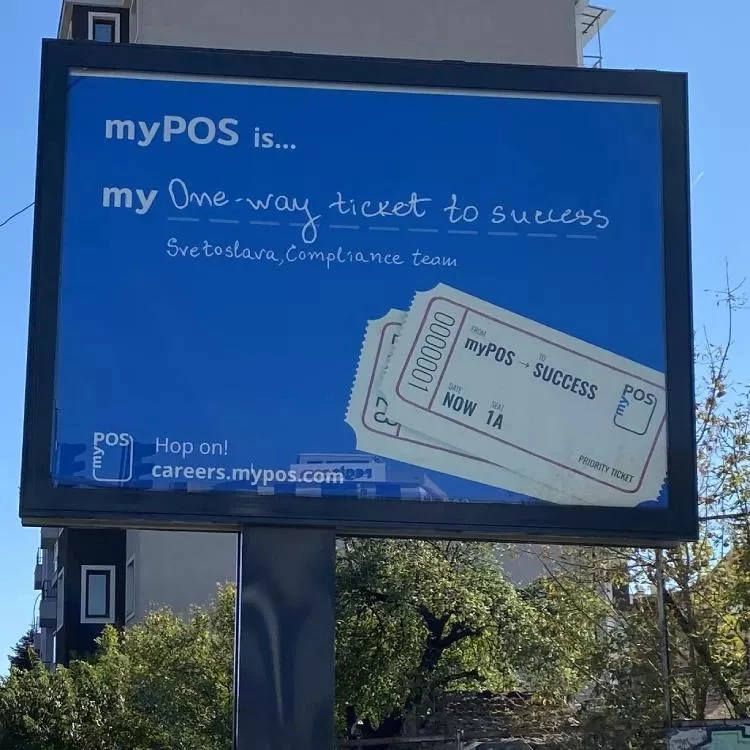 myPOS is...
my One-way ticket to success
Svetoslava, Compliance team
0000001
FROM
myPOS → TO SUCCESS
DATE NOW SEAT 1A
myPOS
PRIORITY TICKET
myPOS
Hop on!
careers.mypos.com